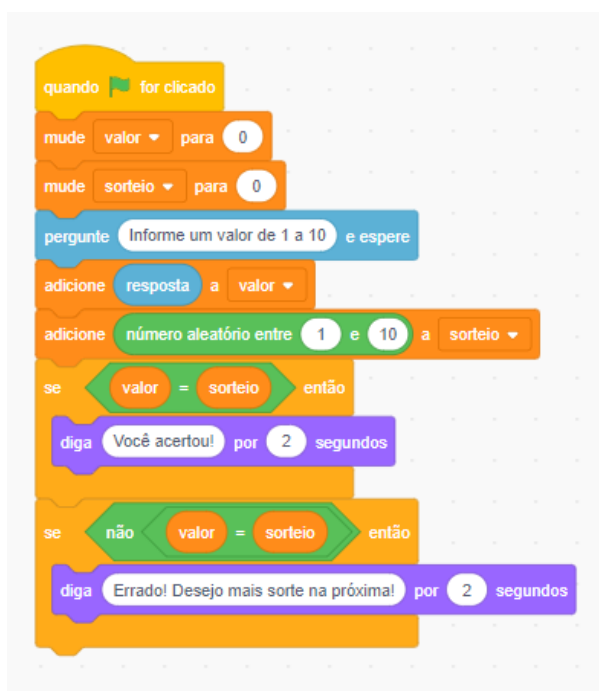 quando for clicado
mude valor para 0
mude sorteio para 0
pergunte Informe um valor de 1 a 10 e espere
adicione resposta a valor
adicione número aleatório entre 1 e 10 a sorteio
se valor = sorteio então
diga Você acertou! por 2 segundos
se não valor = sorteio então
diga Errado! Desejo mais sorte na próxima! por 2 segundos